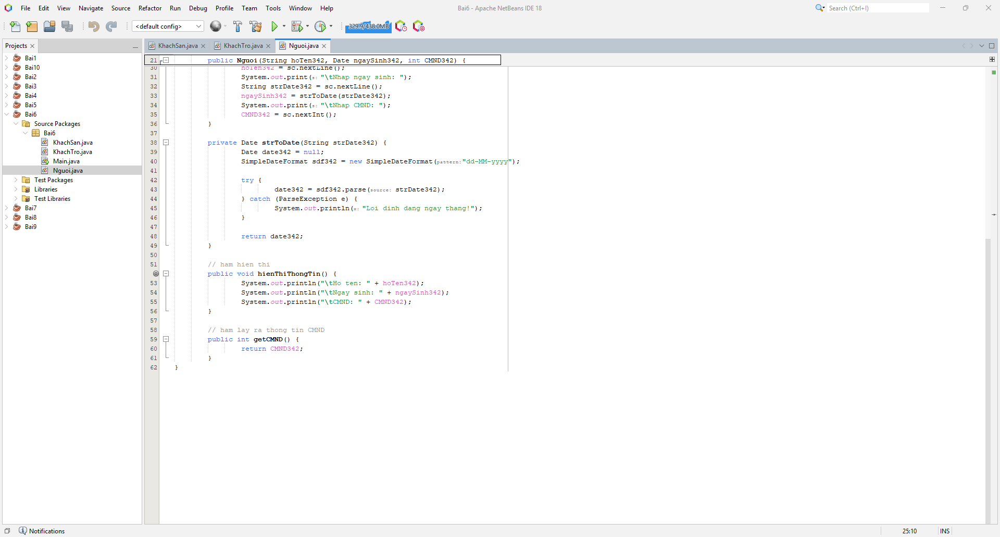 File Edit View Navigate Source Refactor Run Debug Profile Team Tools Window Help
Bai6 - Apache NetBeans IDE 18
Search (Ctrl+I)
<default config>
329.9/438.0MB
Projects
Bai1
Bai10
Bai2
Bai3
Bai4
Bai5
Bai6
Source Packages
Bai6
KhachSan.java
KhachTro.java
Main.java
Nguoi.java
Test Packages
Libraries
Test Libraries
Bai7
Bai8
Bai9
KhachSan.java KhachTro.java Nguoi.java
21 public Nguoi(String hoTen342, Date ngaySinh342, int CMND342) {
30 hoTen342 = sc.nextLine();
31 System.out.print(s: "\tNhap ngay sinh: ");
32 String strDate342 = sc.nextLine();
33 ngaySinh342 = strToDate(strDate342);
34 System.out.print(s: "\tNhap CMND: ");
35 CMND342 = sc.nextInt();
36 }
37
38 private Date strToDate(String strDate342) {
39 Date date342 = null;
40 SimpleDateFormat sdf342 = new SimpleDateFormat(pattern: "dd-MM-yyyy");
41
42 try {
43 date342 = sdf342.parse(source: strDate342);
44 } catch (ParseException e) {
45 System.out.println(x: "Loi dinh dang ngay thang!");
46 }
47
48 return date342;
49 }
50
51 // ham hien thi
public void hienThiThongTin() {
53 System.out.println("\tHo ten: " + hoTen342);
54 System.out.println("\tNgay sinh: " + ngaySinh342);
55 System.out.println("\tCMND: " + CMND342);
56 }
57
58 // ham lay ra thong tin CMND
59 public int getCMND() {
60 return CMND342;
61 }
62 }
Notifications
25:10 INS